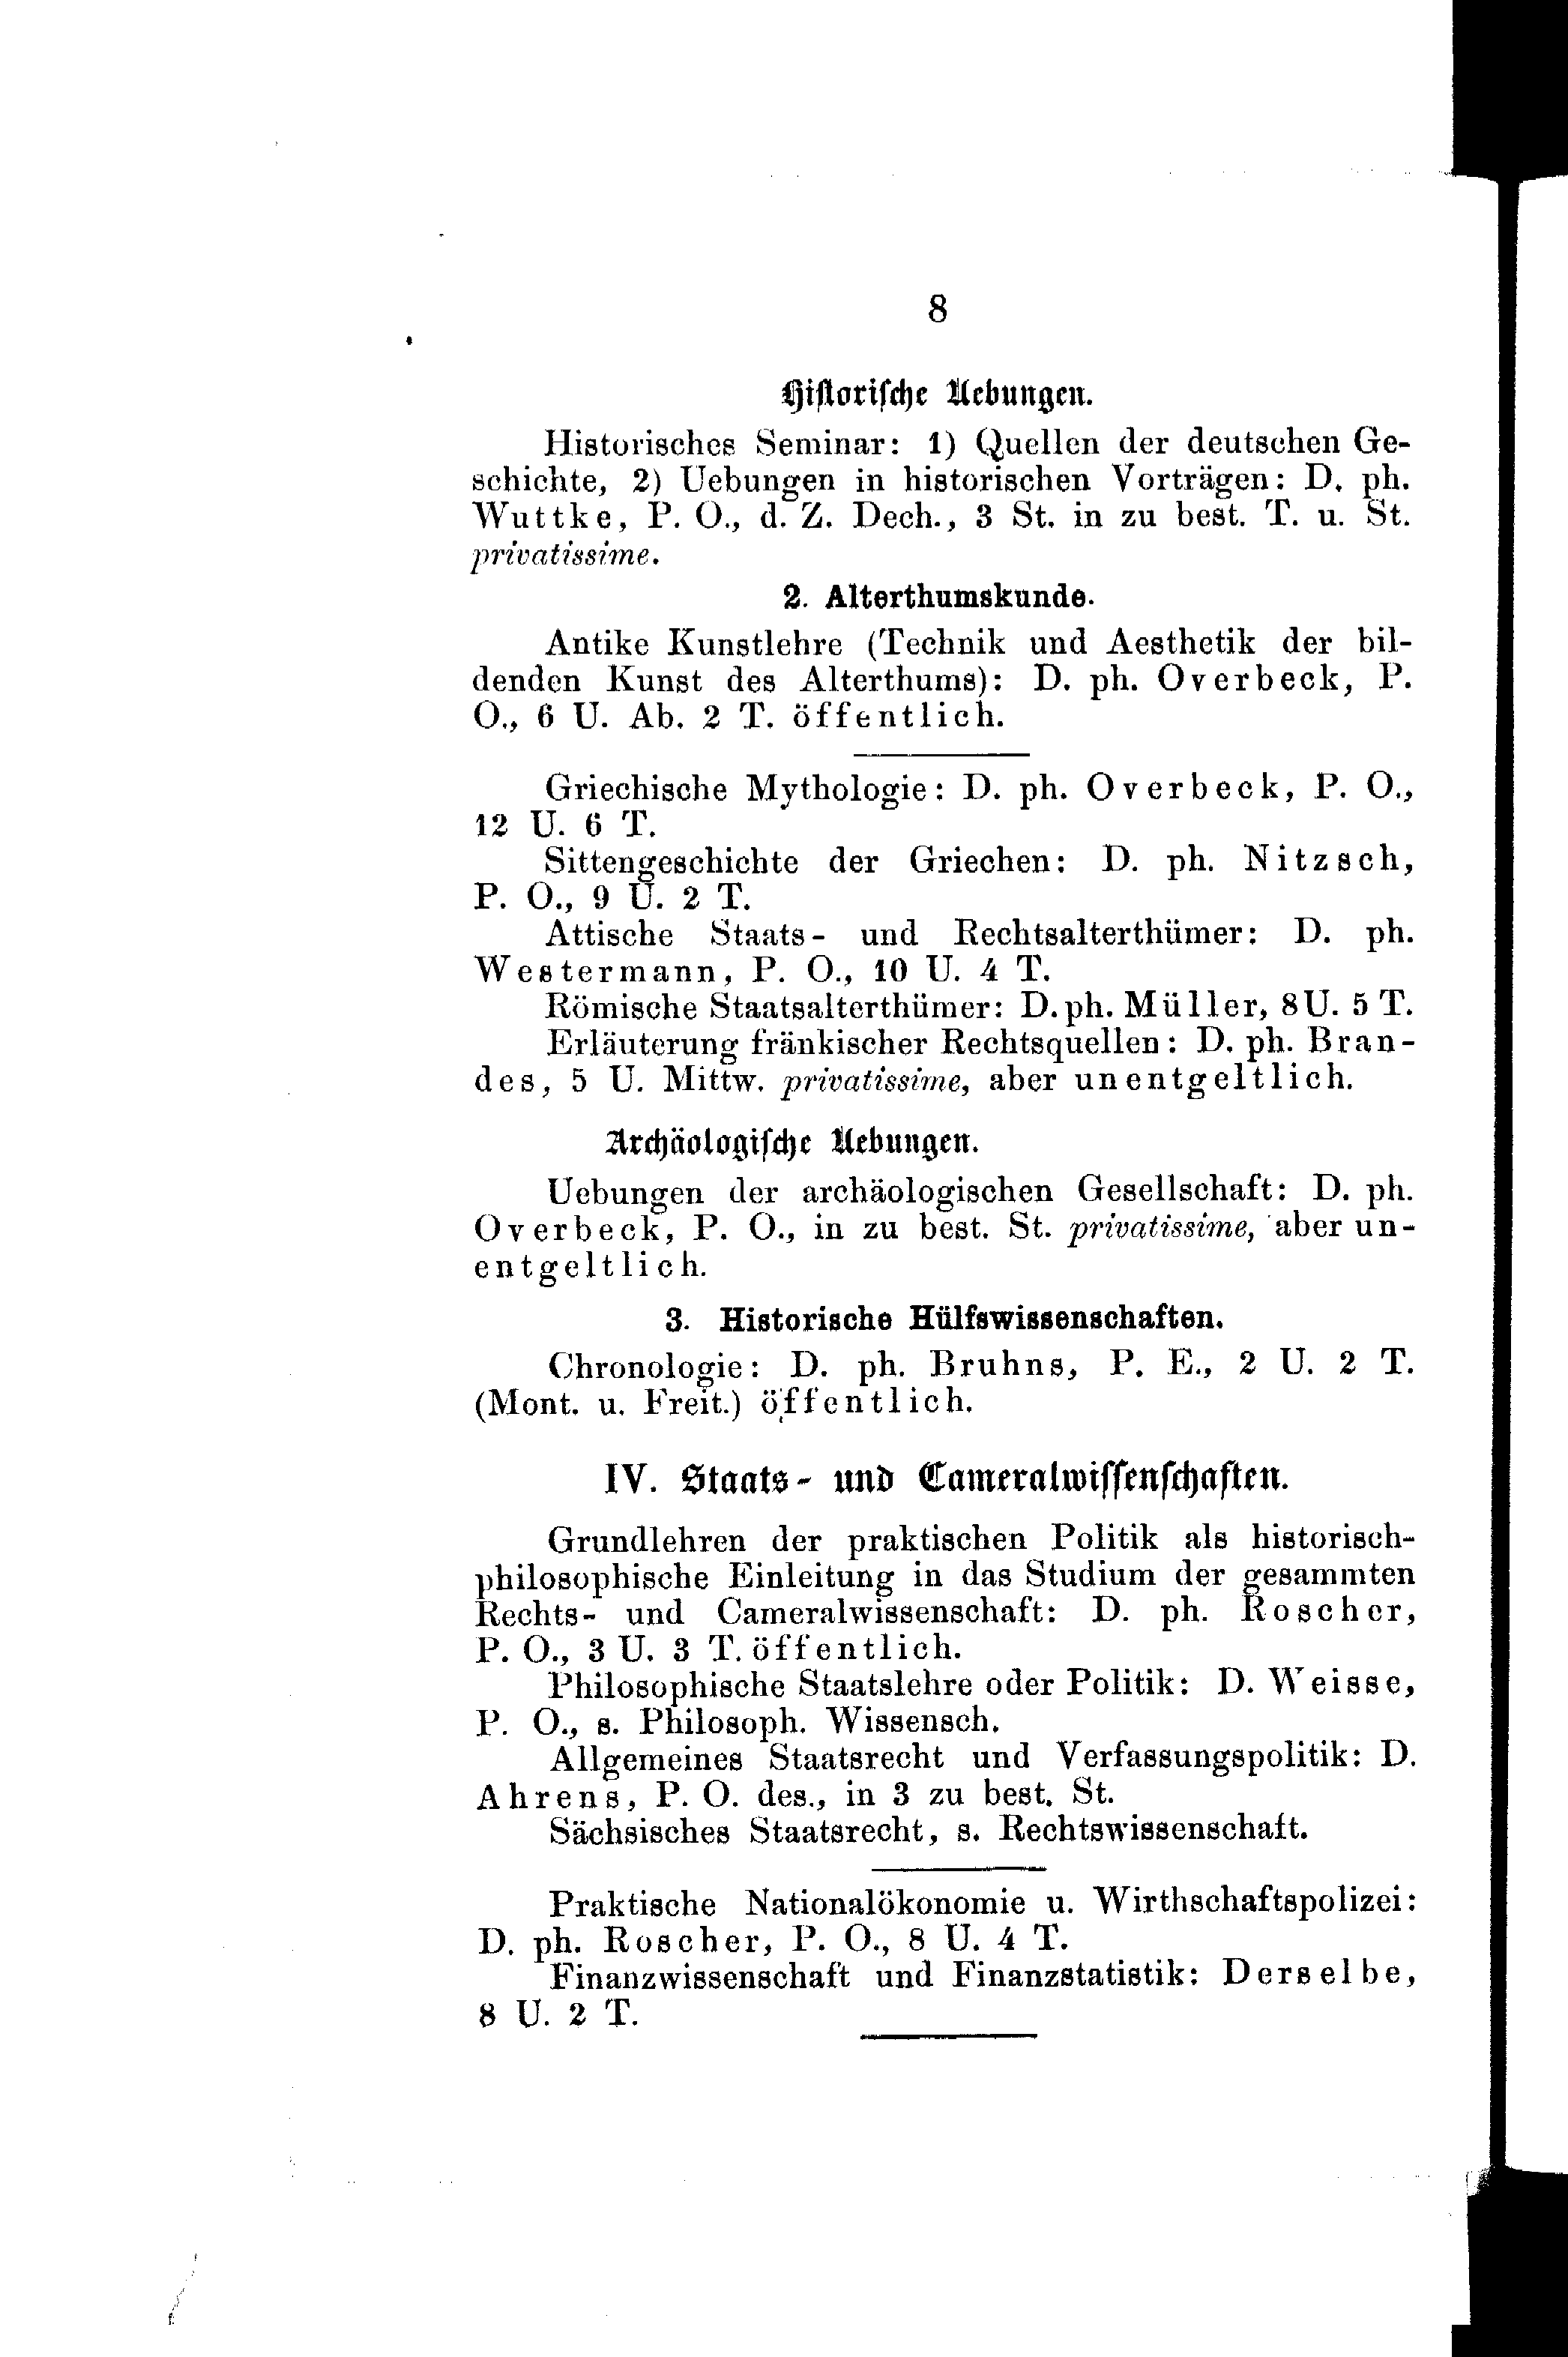 8
Historische Uebungen.
Historisches Seminar: 1) Quellen der deutschen Ge-
schichte, 2) Uebungen in historischen Vorträgen: D. ph.
Wuttke, P. O., d. Z. Dech., 3 St. in zu best. T. u. St.
privatissime.
2. Alterthumskunde.
Antike Kunstlehre (Technik und Aesthetik der bil-
denden Kunst des Alterthums): D. ph. Overbeck, P.
O., 6 U. Ab. 2 T. öffentlich.
Griechische Mythologie: D. ph. Overbeck, P. O.,
12 U. 6 T.
Sittengeschichte der Griechen: D. ph. Nitzsch,
P. O., 9 U. 2 T.
Attische Staats- und Rechtsalterthümer: D. ph.
Westermann, P. O., 10 U. 4 T.
Römische Staatsalterthümer: D. ph. Müller, 8 U. 5 T.
Erläuterung fränkischer Rechtsquellen: D. ph. Bran-
des, 5 U. Mittw. privatissime, aber unentgeltlich.
Archäologische Uebungen.
Uebungen der archäologischen Gesellschaft: D. ph.
Overbeck, P. O., in zu best. St. privatissime, aber un-
entgeltlich.
3. Historische Hülfswissenschaften.
Chronologie: D. ph. Bruhns, P. E., 2 U. 2 T.
(Mont. u. Freit.) öffentlich.
IV. Staats- und Cameralwissenschaften.
Grundlehren der praktischen Politik als historisch-
philosophische Einleitung in das Studium der gesammten
Rechts- und Cameralwissenschaft: D. ph. Roscher,
P. O., 3 U. 3 T. öffentlich.
Philosophische Staatslehre oder Politik: D. Weisse,
P. O., s. Philosoph. Wissensch.
Allgemeines Staatsrecht und Verfassungspolitik: D.
Ahrens, P. O. des., in 3 zu best. St.
Sächsisches Staatsrecht, s. Rechtswissenschaft.
Praktische Nationalökonomie u. Wirthschaftspolizei:
D. ph. Roscher, P. O., 8 U. 4 T.
Finanzwissenschaft und Finanzstatistik: Derselbe,
8 U. 2 T.